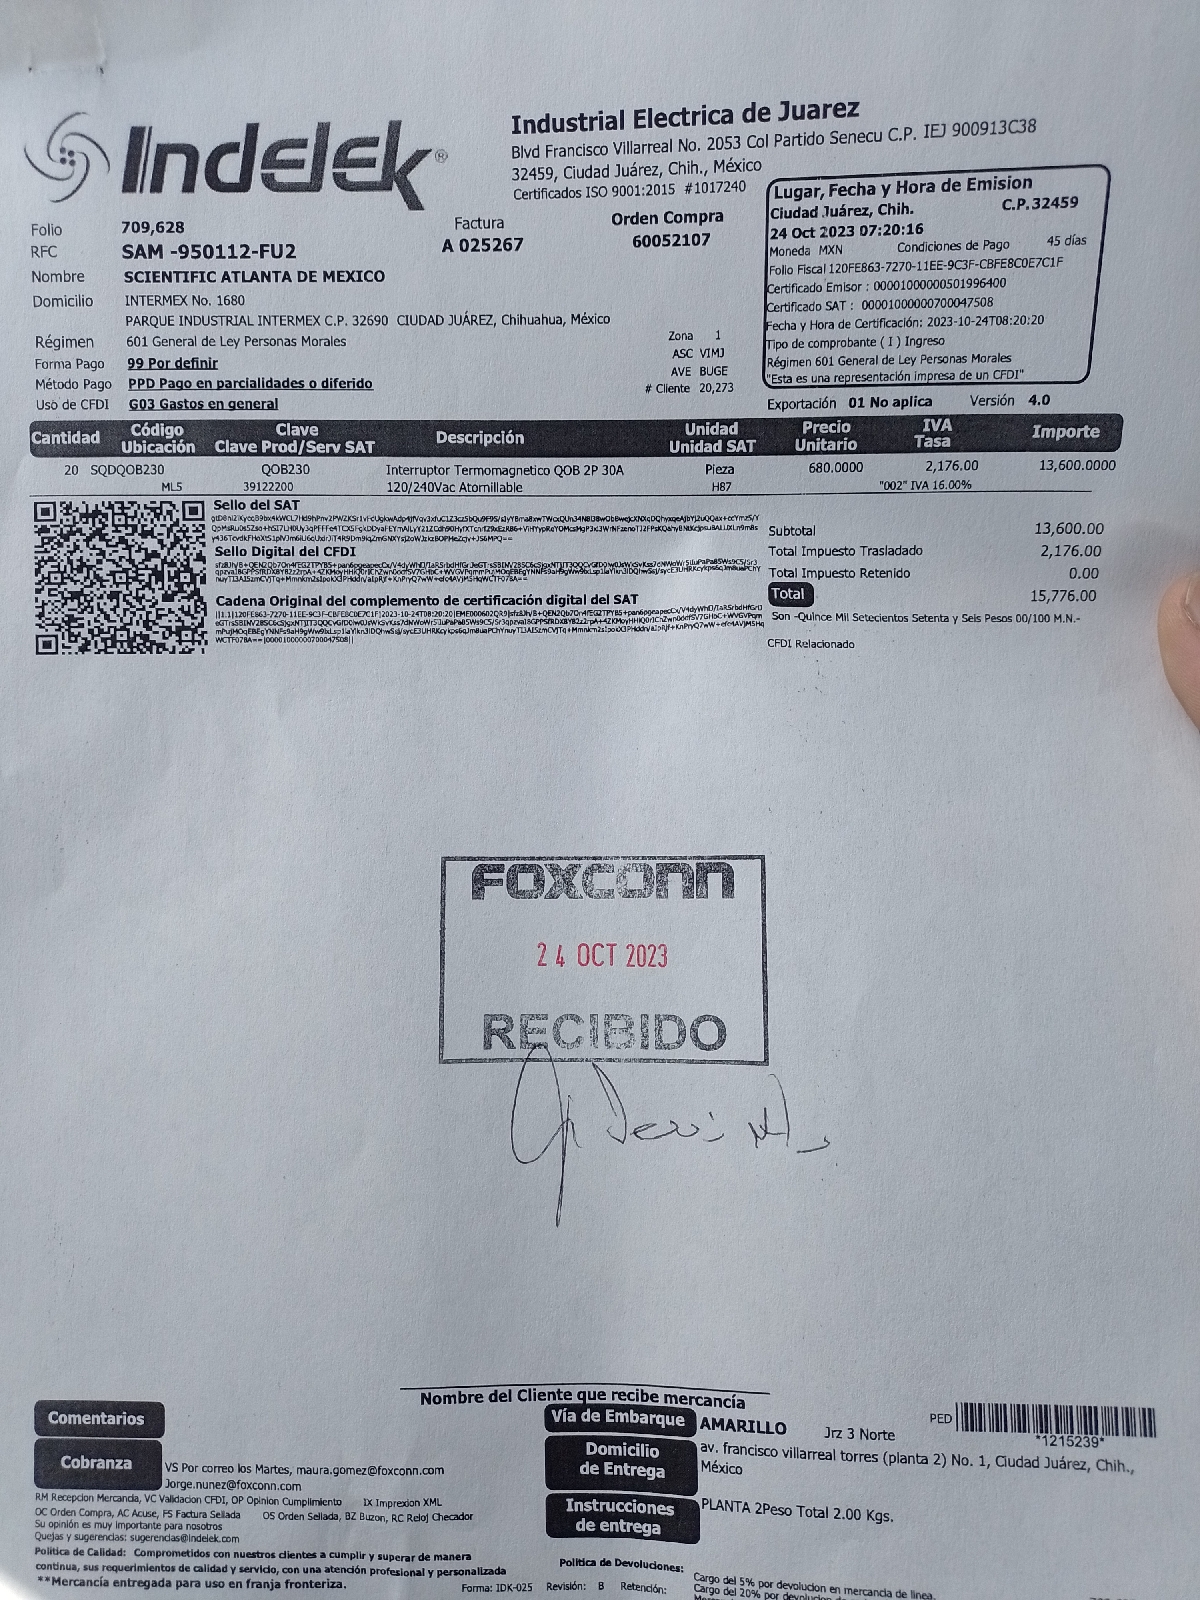 Indelek®
Industrial Electrica de Juarez
Blvd Francisco Villarreal No. 2053 Col Partido Senecu C.P. IEJ 900913C38
32459, Ciudad Juárez, Chih., México
Certificados ISO 9001:2015 #1017240
Folio 709,628
Factura
A 025267
Orden Compra
60052107
RFC SAM -950112-FU2
Nombre SCIENTIFIC ATLANTA DE MEXICO
Domicilio INTERMEX No. 1680
PARQUE INDUSTRIAL INTERMEX C.P. 32690 CIUDAD JUÁREZ, Chihuahua, México
Régimen 601 General de Ley Personas Morales
Forma Pago 99 Por definir
Método Pago PPD Pago en parcialidades o diferido
Uso de CFDI G03 Gastos en general
Zona 1
ASC VIMJ
AVE BUGE
# Cliente 20,273
Lugar, Fecha y Hora de Emision
Ciudad Juárez, Chih. C.P. 32459
24 Oct 2023 07:20:16
Moneda MXN Condiciones de Pago 45 días
Folio Fiscal 120FE863-7270-11EE-9C3F-CBFE8C0E7C1F
Certificado Emisor : 00001000000501996400
Certificado SAT : 00001000000700047508
Fecha y Hora de Certificación: 2023-10-24T08:20:20
Tipo de comprobante ( I ) Ingreso
Régimen 601 General de Ley Personas Morales
"Esta es una representación impresa de un CFDI"
Exportación 01 No aplica Versión 4.0
Cantidad Código Ubicación Clave Clave Prod/Serv SAT Descripción Unidad Unidad SAT Precio Unitario IVA Tasa Importe
20 SQDQOB230 QOB230 Interruptor Termomagnetico QOB 2P 30A Pieza 680.0000 2,176.00 13,600.0000
ML5 39122200 120/240Vac Atornillable H87 "002" IVA 16.00%
Sello del SAT
Sello Digital del CFDI
Cadena Original del complemento de certificación digital del SAT
Subtotal 13,600.00
Total Impuesto Trasladado 2,176.00
Total Impuesto Retenido 0.00
Total 15,776.00
Son -Quince Mil Setecientos Setenta y Seis Pesos 00/100 M.N.-
CFDI Relacionado
FOXCONN
24 OCT 2023
RECIBIDO
Nombre del Cliente que recibe mercancía
Comentarios
Cobranza
VS Por correo los Martes, maura.gomez@foxconn.com
Jorge.nunez@foxconn.com
RM Recepcion Mercancia, VC Validacion CFDI, OP Opinion Cumplimiento IX Impresion XML
OC Orden Compra, AC Acuse, FS Factura Sellada OS Orden Sellada, BZ Buzon, RC Reloj Checador
Su opinión es muy importante para nosotros
Quejas y sugerencias: sugerencias@indelek.com
Politica de Calidad: Comprometidos con nuestros clientes a cumplir y superar de manera
continua, sus requerimientos de calidad y servicio, con una atención profesional y personalizada
**Mercancía entregada para uso en franja fronteriza.
Vía de Embarque AMARILLO Jrz 3 Norte
PED *1215239*
Domicilio de Entrega
av. francisco villarreal torres (planta 2) No. 1, Ciudad Juárez, Chih.,
México
Instrucciones de entrega
PLANTA 2Peso Total 2.00 Kgs.
Forma: IDK-025 Revisión: B Retención:
Politica de Devoluciones:
Cargo del 5% por devolucion en mercancia de linea.
Cargo del 20% por